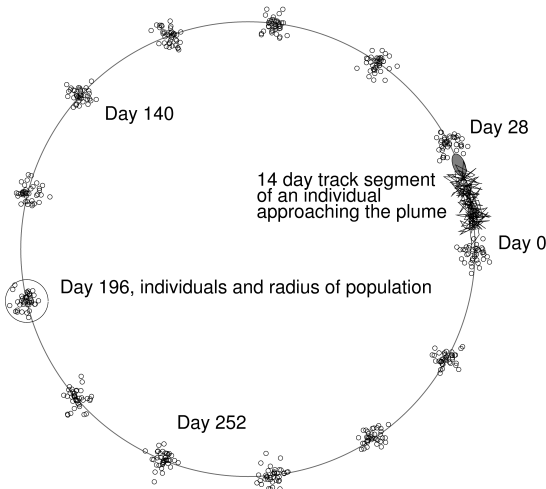 Day 140
Day 28
14 day track segment
of an individual
approaching the plume
Day 0
Day 196, individuals and radius of population
Day 252